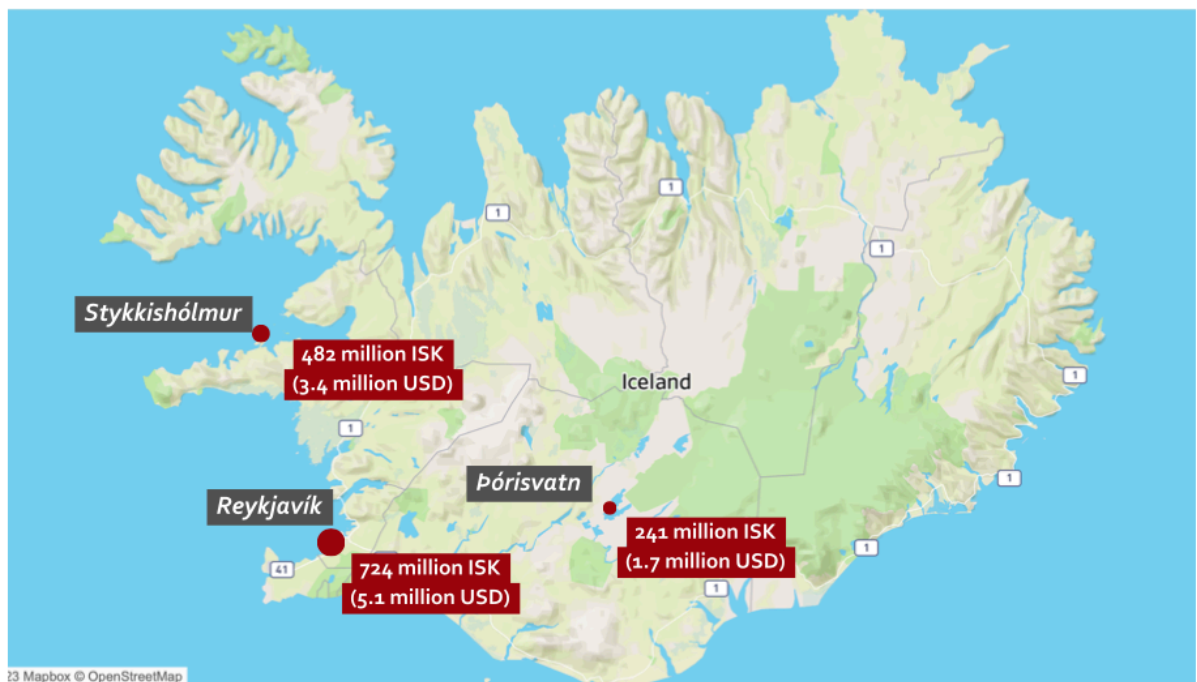 1
1
1
Stykkishólmur
482 million ISK
(3.4 million USD)
Iceland
1
1
Þórisvatn
1
Reykjavík
241 million ISK
(1.7 million USD)
1
41
724 million ISK
(5.1 million USD)
1
23 Mapbox © OpenStreetMap